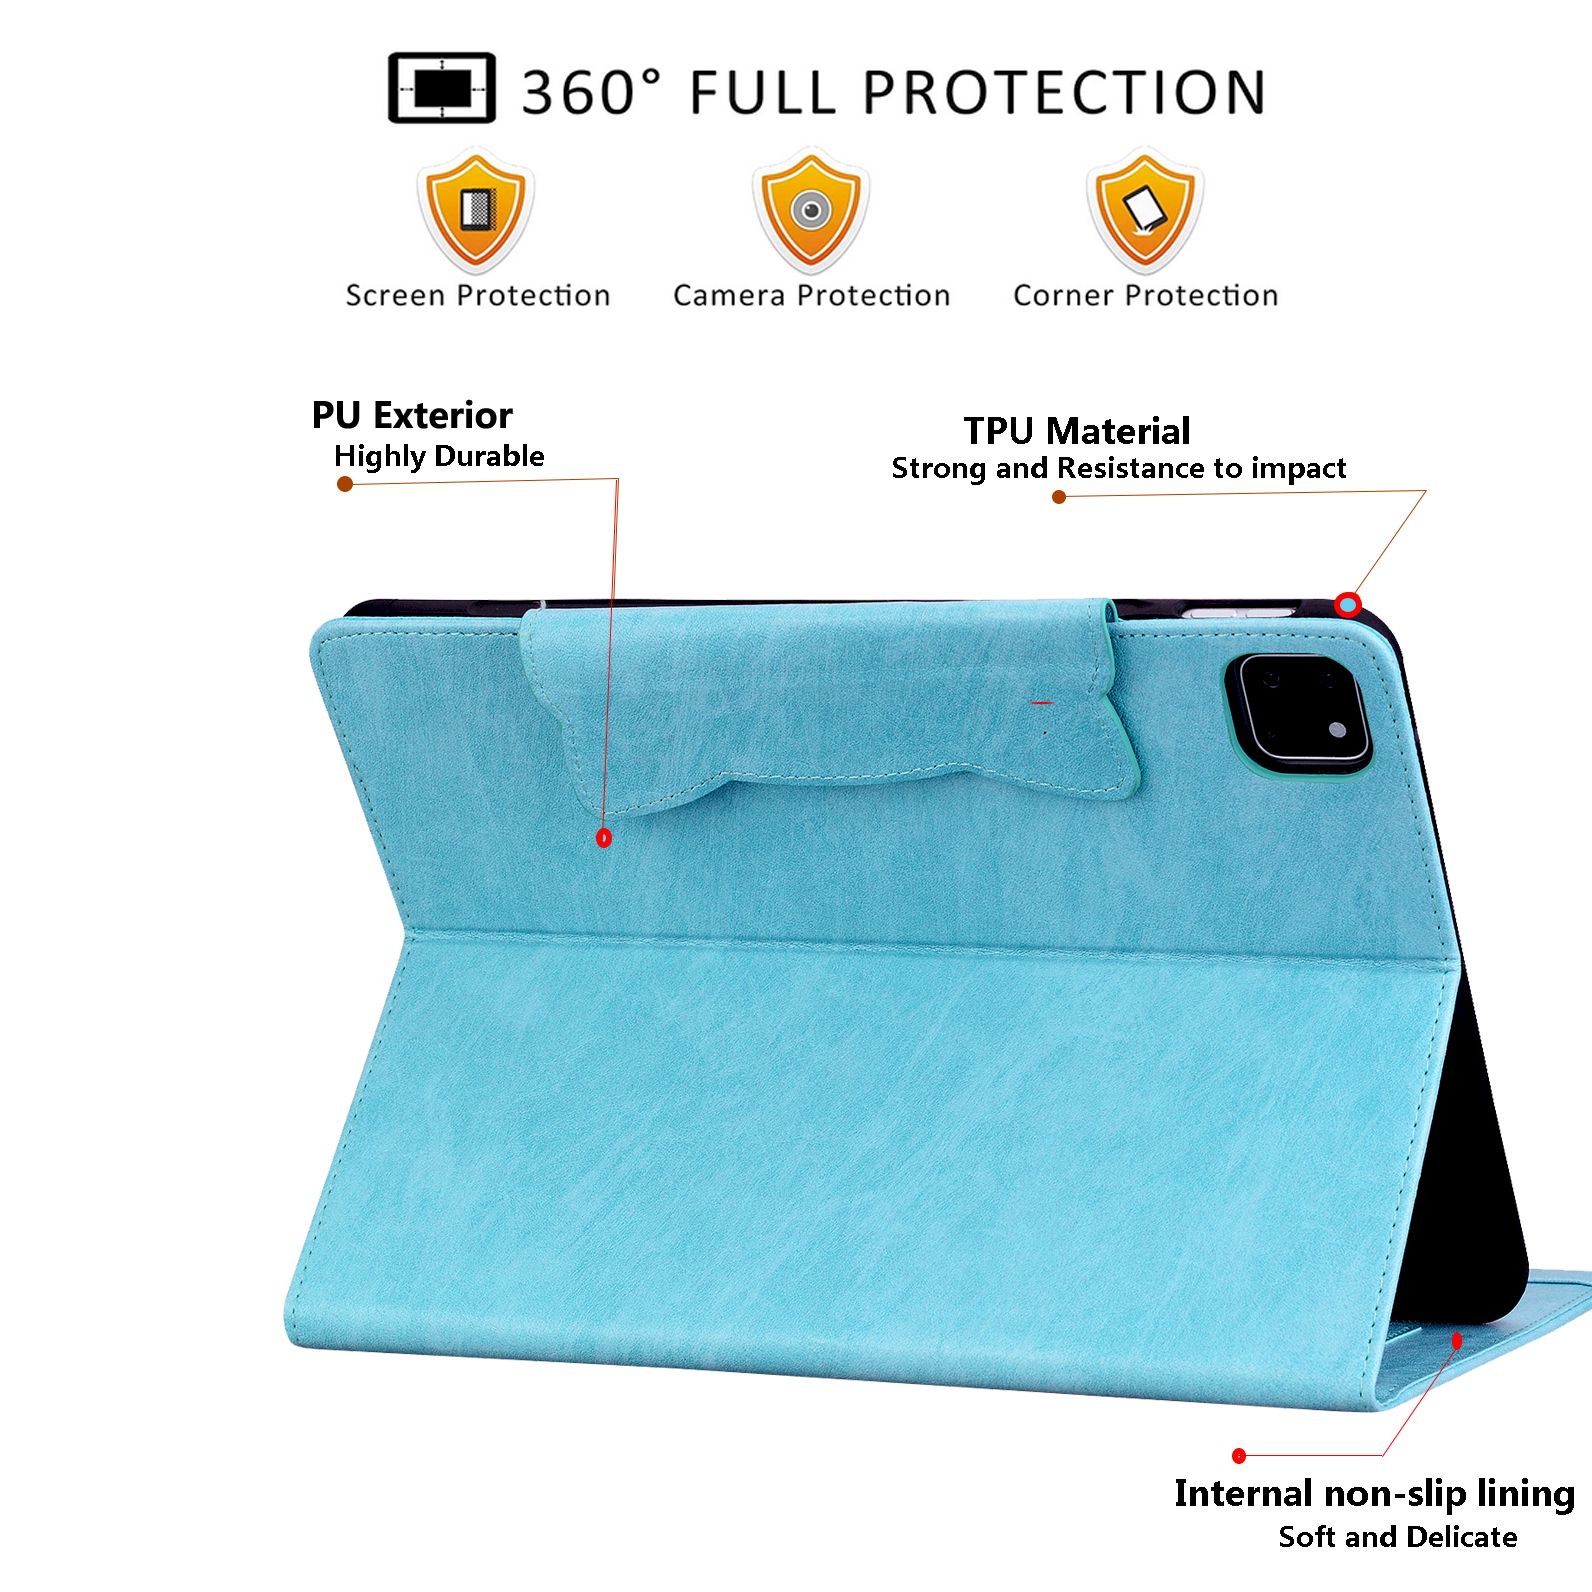 360° FULL PROTECTION
Screen Protection
Camera Protection
Corner Protection
PU Exterior
Highly Durable
TPU Material
Strong and Resistance to impact
Internal non-slip lining
Soft and Delicate